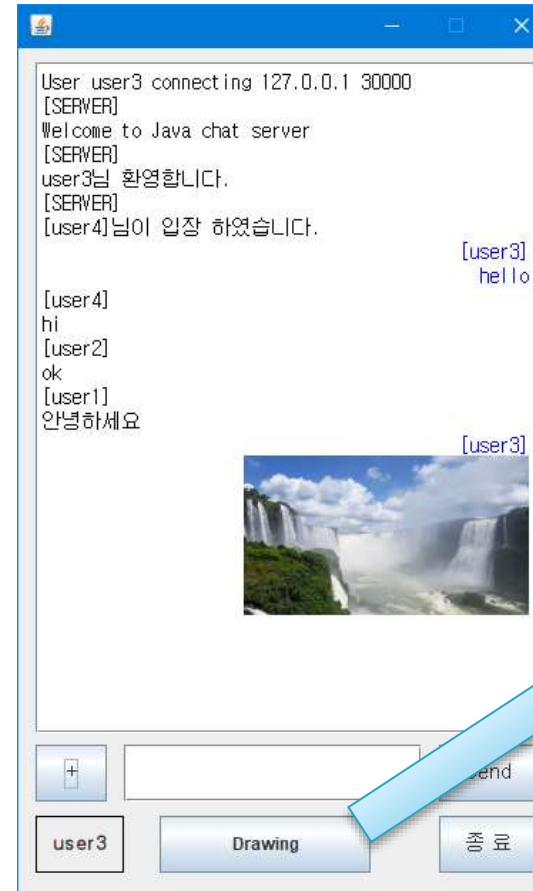 User user3 connecting 127.0.0.1 30000
[SERVER]
Welcome to Java chat server
[SERVER]
user3님 환영합니다.
[SERVER]
[user4]님이 입장 하였습니다.
[user3]
hello
[user4]
hi
[user2]
ok
[user1]
안녕하세요
[user3]
+
user3
Drawing
종료